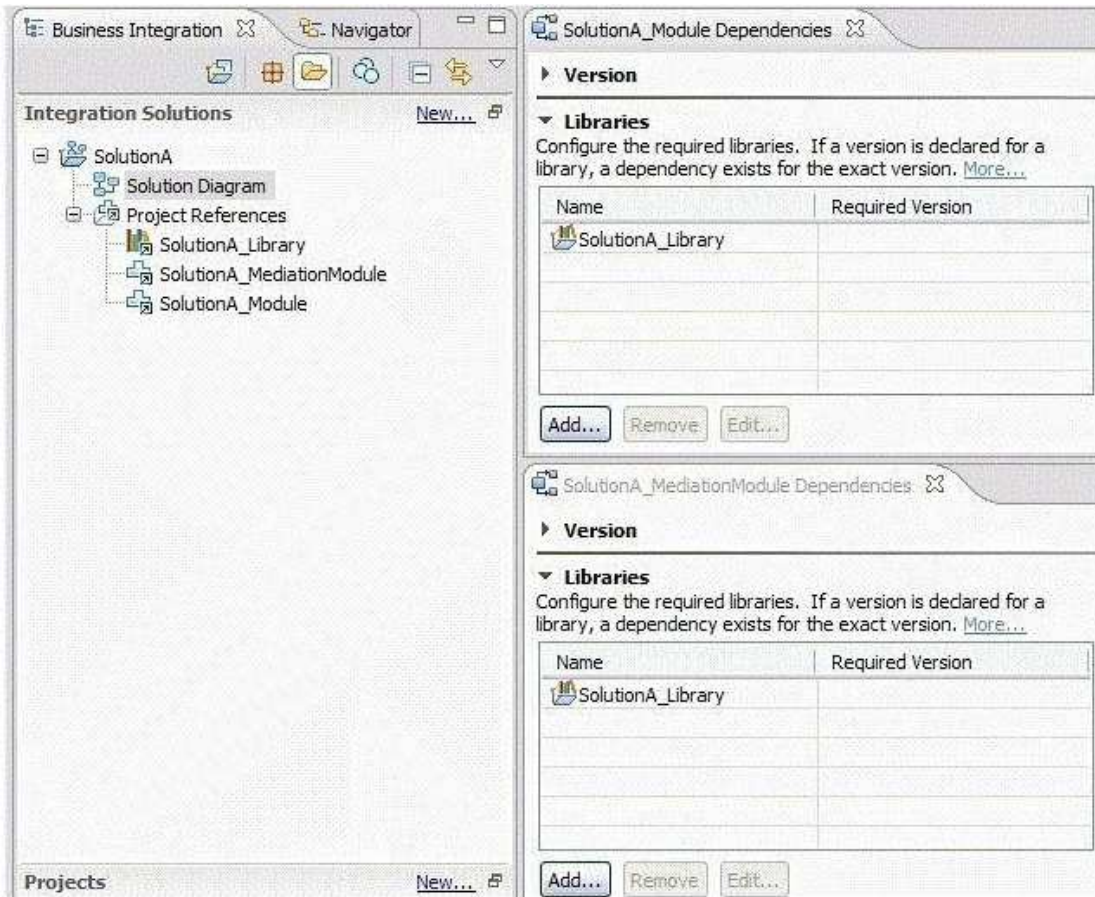 Business Integration
Navigator
Integration Solutions
New...
SolutionA
Solution Diagram
Project References
SolutionA_Library
SolutionA_MediationModule
SolutionA_Module
Projects
New...
SolutionA_Module Dependencies
Version
Libraries
Configure the required libraries. If a version is declared for a
library, a dependency exists for the exact version. More...
Name Required Version
SolutionA_Library
Add... Remove Edit...
SolutionA_MediationModule Dependencies
Version
Libraries
Configure the required libraries. If a version is declared for a
library, a dependency exists for the exact version. More...
Name Required Version
SolutionA_Library
Add... Remove Edit...